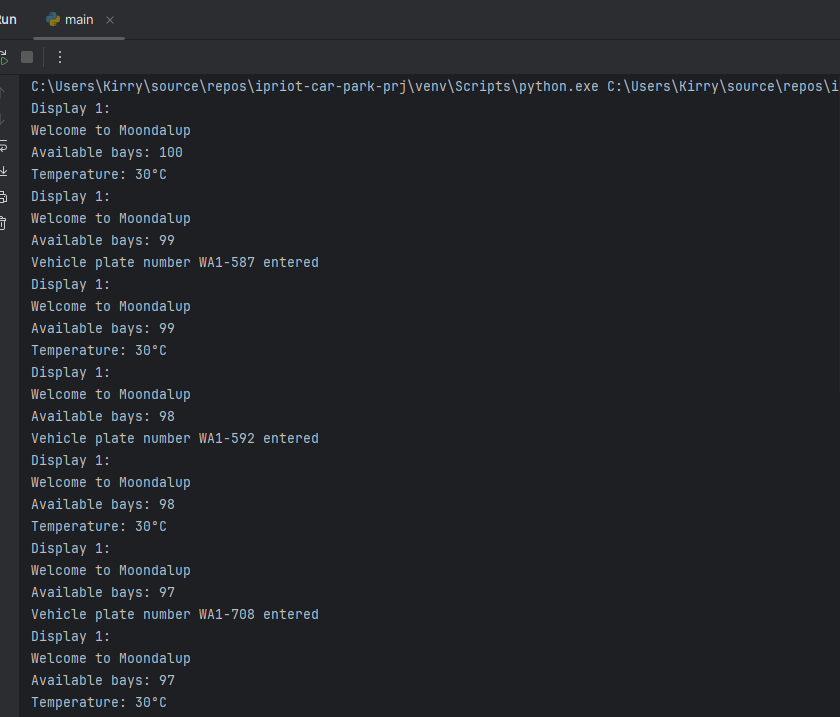 main
C:\Users\Kirry\source\repos\ipriot-car-park-prj\venv\Scripts\python.exe C:\Users\Kirry\source\repos\i
Display 1:
Welcome to Moondalup
Available bays: 100
Temperature: 30°C
Display 1:
Welcome to Moondalup
Available bays: 99
Vehicle plate number WA1-587 entered
Display 1:
Welcome to Moondalup
Available bays: 99
Temperature: 30°C
Display 1:
Welcome to Moondalup
Available bays: 98
Vehicle plate number WA1-592 entered
Display 1:
Welcome to Moondalup
Available bays: 98
Temperature: 30°C
Display 1:
Welcome to Moondalup
Available bays: 97
Vehicle plate number WA1-708 entered
Display 1:
Welcome to Moondalup
Available bays: 97
Temperature: 30°C